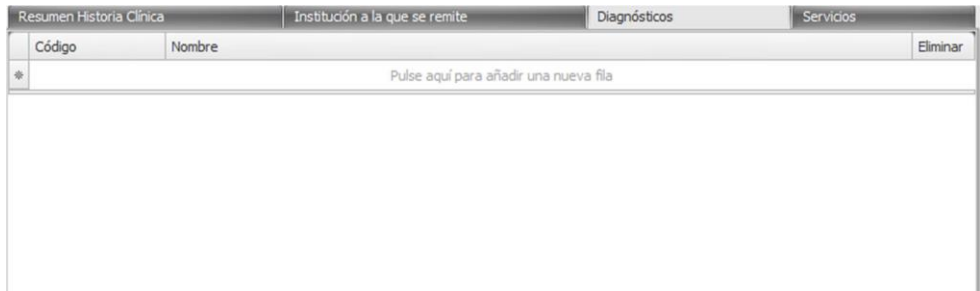 Resumen Historia Clínica Institución a la que se remite Diagnósticos Servicios
Código Nombre Eliminar
Pulse aquí para añadir una nueva fila